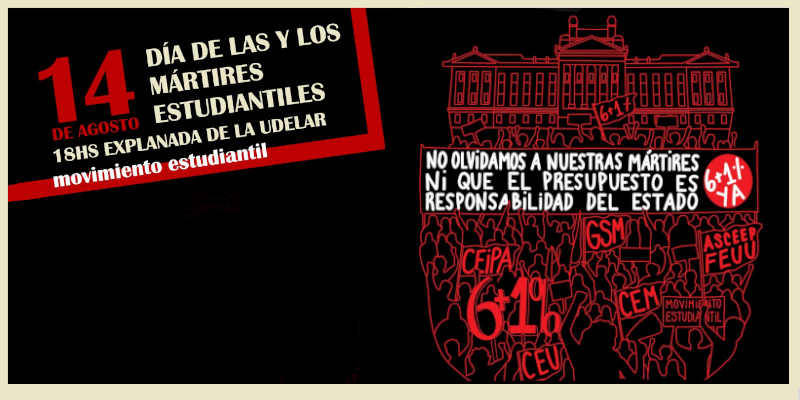 14
DE AGOSTO
DÍA DE LAS Y LOS
MÁRTIRES
ESTUDIANTILES
18HS EXPLANADA DE LA UDELAR
movimiento estudiantil
6+1%
NO OLViDAMOS A NUESTRAS MÁRTiRES
Ni QUE EL PRESUPUESTO ES
RESPONSABiLiDAD DEL ESTADO
6+1%
YA
GSM
ASCEEP
FEUU
CEiPA
6+1%
CEM
MOViMiENTO
ESTUDiANTiL
CEU